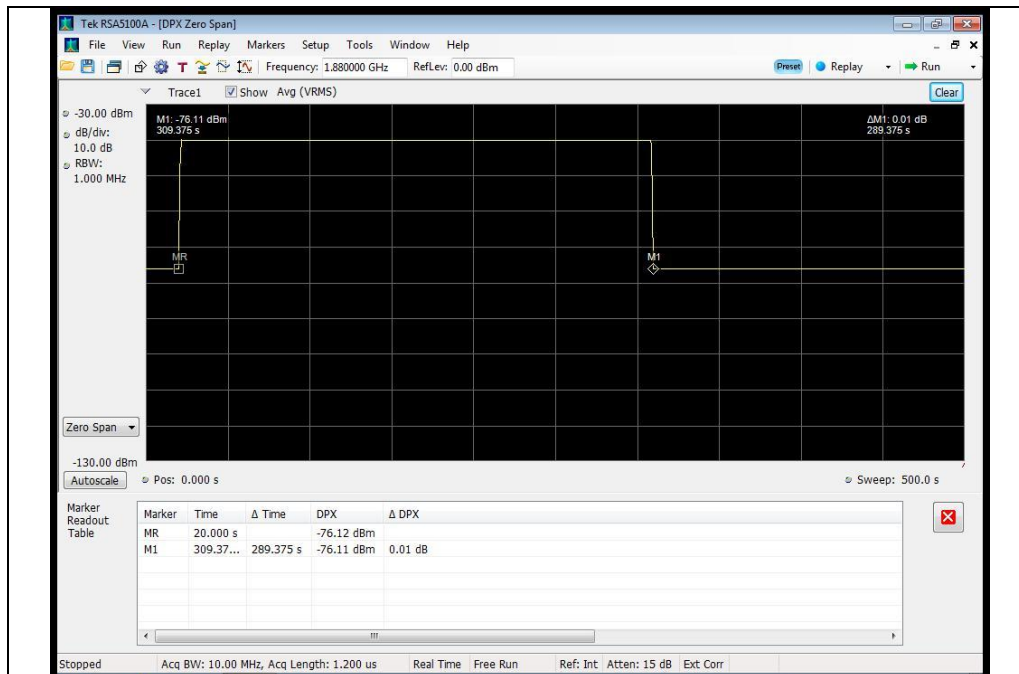 Tek RSA5100A - [DPX Zero Span]
File View Run Replay Markers Setup Tools Window Help
T Frequency: 1.880000 GHz RefLev: 0.00 dBm Preset Replay Run
Trace1 Show Avg (VRMS) Clear
-30.00 dBm
dB/div:
10.0 dB
RBW:
1.000 MHz
M1: -76.11 dBm
309.375 s
ΔM1: 0.01 dB
289.375 s
MR
M1
Zero Span
-130.00 dBm
Autoscale Pos: 0.000 s Sweep: 500.0 s
Marker
Readout
Table
Marker Time Δ Time DPX Δ DPX
MR 20.000 s -76.12 dBm
M1 309.37... 289.375 s -76.11 dBm 0.01 dB
Stopped Acq BW: 10.00 MHz, Acq Length: 1.200 us Real Time Free Run Ref: Int Atten: 15 dB Ext Corr